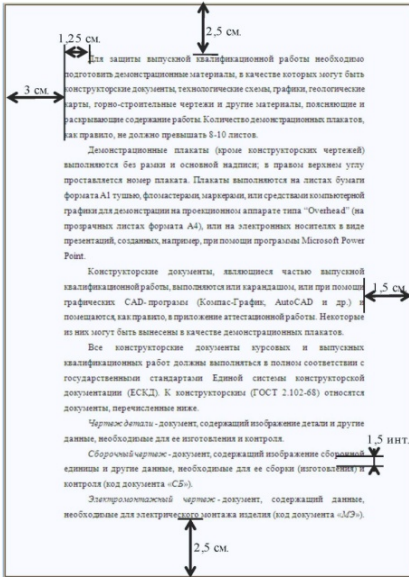 2,5 см.
1,25 см.
3 см.
Для защиты выпускной квалификационной работы необходимо
подготовить демонстрационные материалы, в качестве которых могут быть
конструкторские документы, технологические схемы, графики, геологические
карты, горно-строительные чертежи и другие материалы, поясняющие и
раскрывающие содержание работы. Количество демонстрационных плакатов,
как правило, не должно превышать 8-10 листов.
Демонстрационные плакаты (кроме конструкторских чертежей)
выполняются без рамки и основной надписи; в правом верхнем углу
проставляется номер плаката. Плакаты выполняются на листах бумаги
формата А1 тушью, фломастерами, маркерами, или средствами компьютерной
графики для демонстрации на проекционном аппарате типа “Overhead” (на
прозрачных листах формата А4), или на электронных носителях в виде
презентаций, созданных, например, при помощи программы Microsoft Power
Point.
Конструкторские документы, являющиеся частью выпускной
квалификационной работы, выполняются или карандашом, или при помощи
графических CAD-программ (Компас-График, AutoCAD и др.) и
помещаются, как правило, в приложение аттестационной работы. Некоторые
из них могут быть вынесены в качестве демонстрационных плакатов.
1,5 см.
Все конструкторские документы курсовых и выпускных
квалификационных работ должны выполняться в полном соответствии с
государственными стандартами Единой системы конструкторской
документации (ЕСКД). К конструкторским (ГОСТ 2.102-68) относятся
документы, перечисленные ниже.
Чертеж детали - документ, содержащий изображение детали и другие
данные, необходимые для ее изготовления и контроля.
Сборочный чертеж - документ, содержащий изображение сборочной
единицы и другие данные, необходимые для ее сборки (изготовления) и
контроля (код документа «СБ»).
1,5 инт.
Электромонтажный чертеж - документ, содержащий данные,
необходимые для электрического монтажа изделия (код документа «МЭ»).
2,5 см.